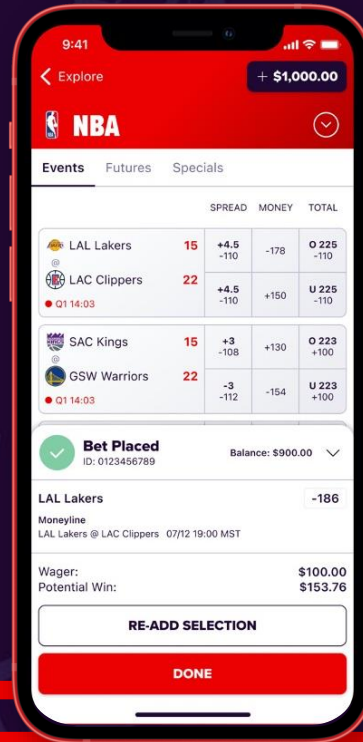 9:41
Explore
+ $1,000.00
NBA
Events Futures Specials
SPREAD MONEY TOTAL
LAL Lakers 15 +4.5 -110 -178 O 225 -110
@
LAC Clippers 22 +4.5 -110 +150 U 225 -110
Q1 14:03
SAC Kings 15 +3 -108 +130 O 223 +100
@
GSW Warriors 22 -3 -112 -154 U 223 +100
Q1 14:03
Bet Placed
ID: 0123456789
Balance: $900.00
LAL Lakers -186
Moneyline
LAL Lakers @ LAC Clippers 07/12 19:00 MST
Wager: $100.00
Potential Win: $153.76
RE-ADD SELECTION
DONE